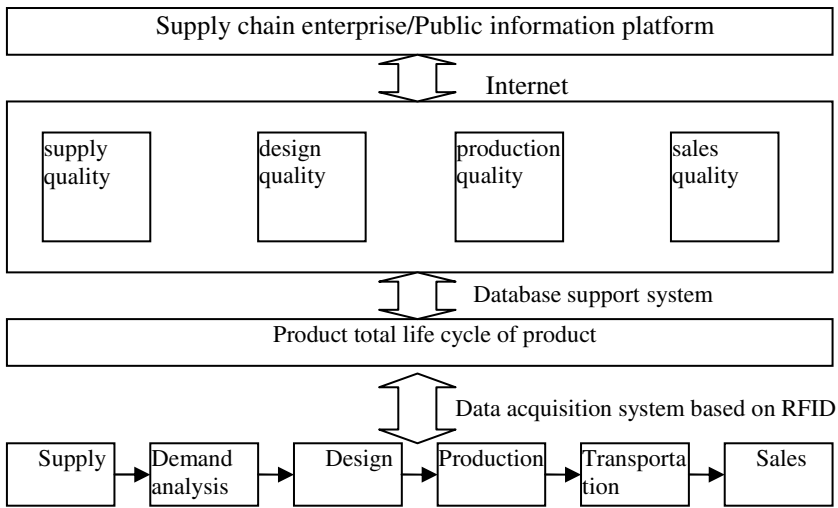 Supply chain enterprise/Public information platform
Internet
supply
quality
design
quality
production
quality
sales
quality
Database support system
Product total life cycle of product
Data acquisition system based on RFID
Supply
Demand
analysis
Design
Production
Transporta
tion
Sales